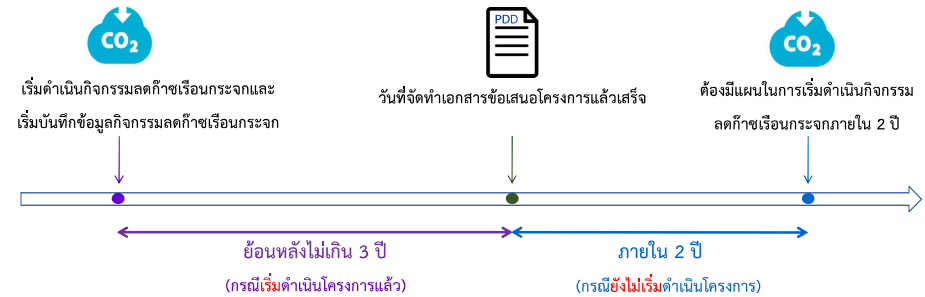 CO2
PDD
CO2
เริ่มดำเนินกิจกรรมลดก๊าซเรือนกระจกและ
เริ่มบันทึกข้อมูลกิจกรรมลดก๊าซเรือนกระจก
วันที่จัดทำเอกสารข้อเสนอโครงการแล้วเสร็จ
ต้องมีแผนในการเริ่มดำเนินกิจกรรม
ลดก๊าซเรือนกระจกภายใน 2 ปี
ย้อนหลังไม่เกิน 3 ปี
(กรณีเริ่มดำเนินโครงการแล้ว)
ภายใน 2 ปี
(กรณียังไม่เริ่มดำเนินโครงการ)